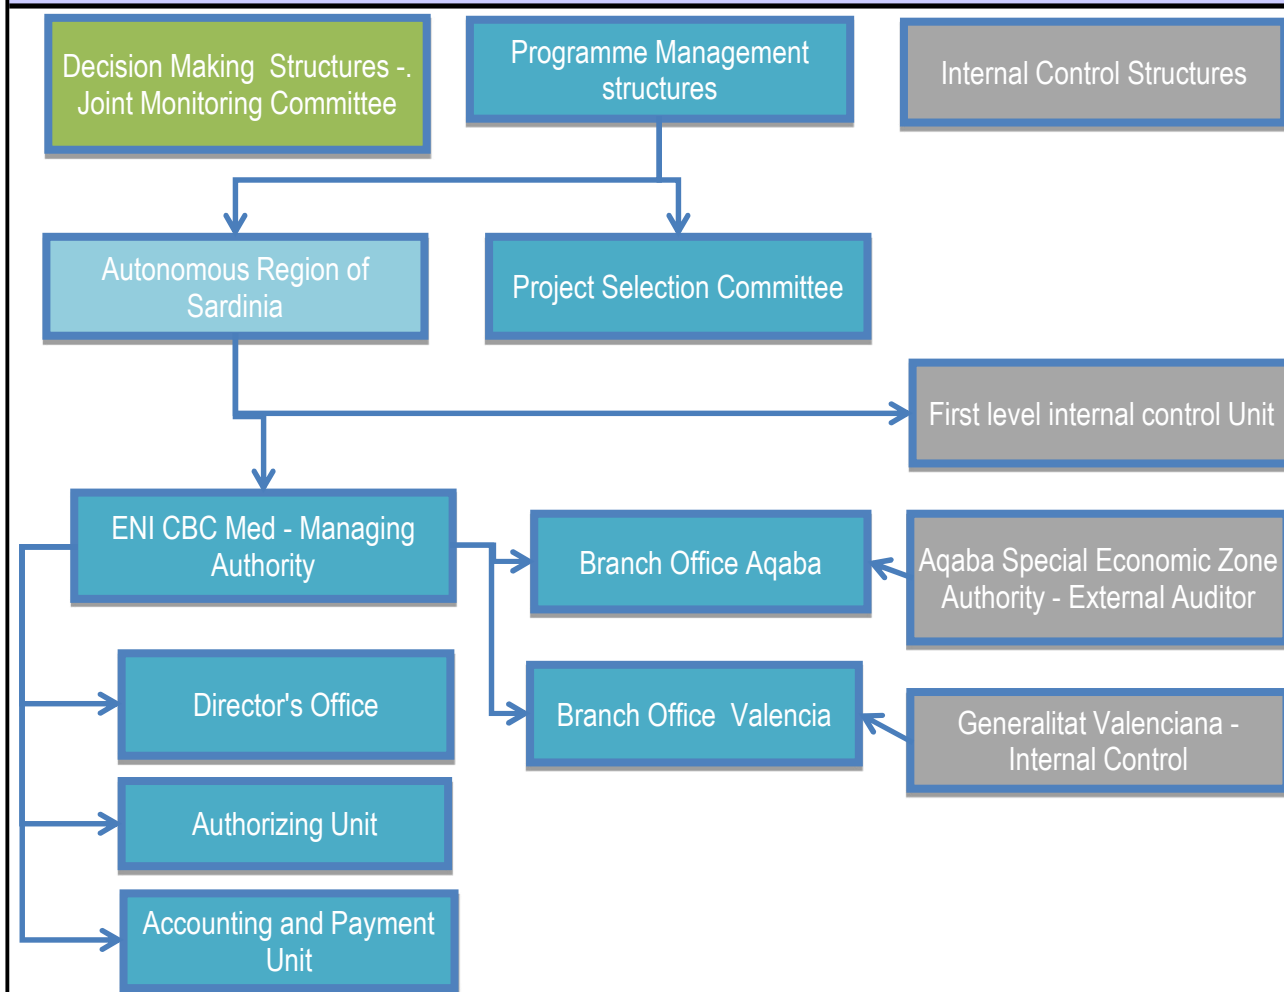 Decision Making  Structures -.
Joint Monitoring Committee
Programme Management
structures
Internal Control Structures
Autonomous Region of
Sardinia
Project Selection Committee
First level internal control Unit
ENI CBC Med - Managing
Authority
Branch Office Aqaba
Aqaba Special Economic Zone
Authority - External Auditor
Director's Office
Branch Office  Valencia
Generalitat Valenciana -
Internal Control
Authorizing Unit
Accounting and Payment
Unit